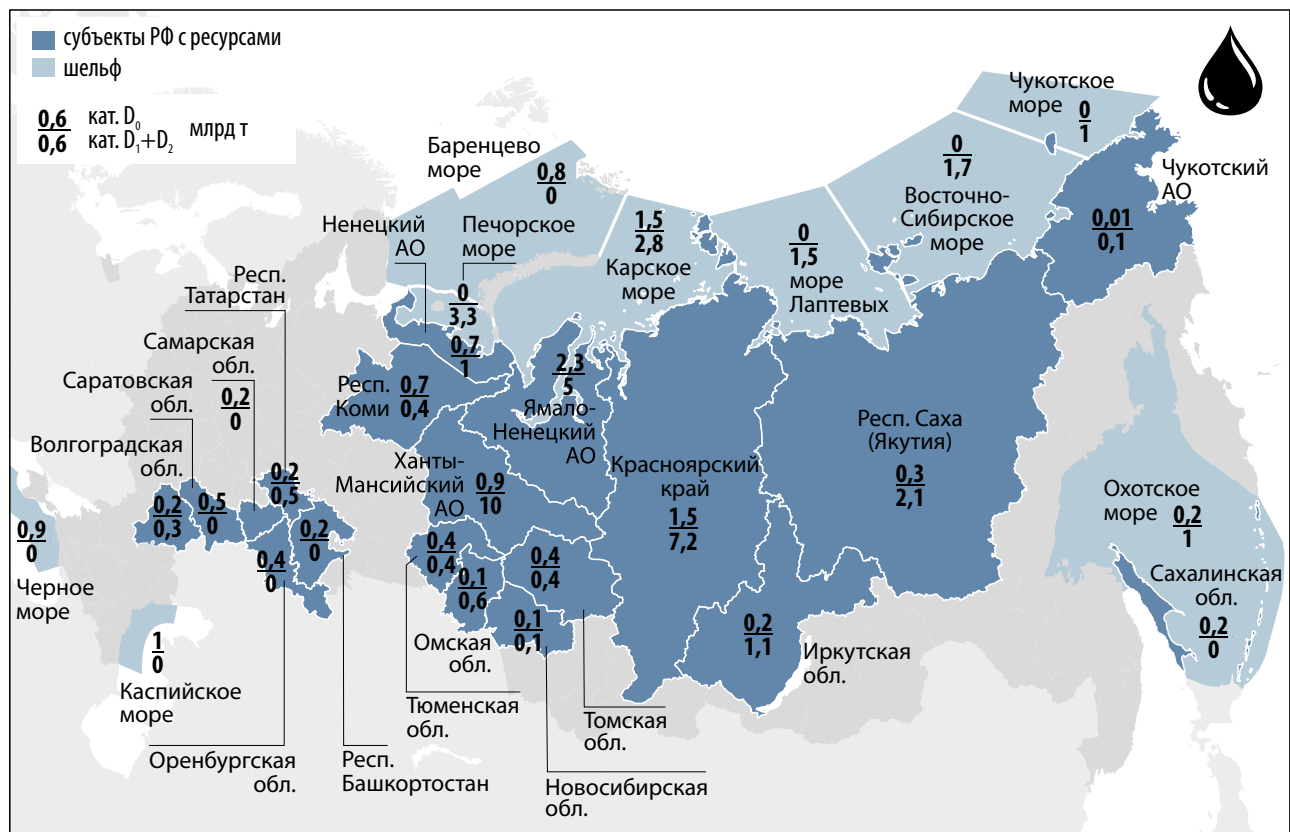 субъекты РФ с ресурсами
шельф
0,6 кат. D₀
0,6 кат. D₁+D₂
млрд т
Чукотское
море
0
1
Баренцево
море
0,8
0
0
1,7
Восточно-
Сибирское
море
Чукотский
АО
0,01
0,1
Ненецкий
АО
Печорское
море
0
3,3
1,5
2,8
Карское
море
0
1,5
море
Лаптевых
Респ.
Татарстан
Самарская
обл.
0,2
0
Саратовская
обл.
Волгоградская
обл.
0,7
1
Респ.
Коми
0,7
0,4
2,3
5
Ямало-
Ненецкий
АО
Респ. Саха
(Якутия)
0,3
2,1
Красноярский
край
1,5
7,2
Ханты-
Мансийский
АО
0,9
10
0,2
0,5
0,2
0,3
0,5
0
0,2
0
0,4
0
0,9
0
Черное
море
1
0
Каспийское
море
Оренбургская
обл.
Респ.
Башкортостан
0,4
0,4
0,1
0,6
0,4
0,4
0,1
0,1
Омская
обл.
Тюменская
обл.
Томская
обл.
Новосибирская
обл.
0,2
1,1
Иркутская
обл.
Охотское
море
0,2
1
Сахалинская
обл.
0,2
0